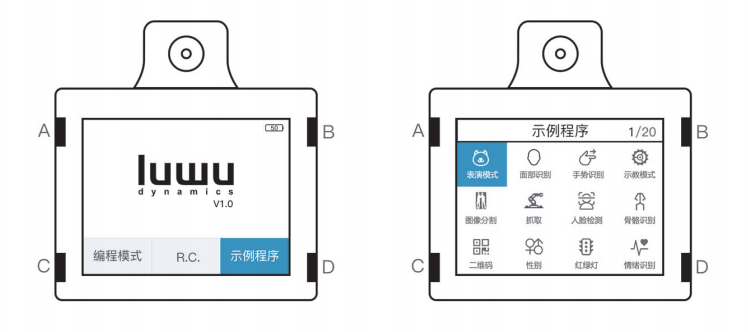 A
B
50
luwu
dynamics
V1.0
编程模式
R.C.
示例程序
C
D
A
B
示例程序
1/20
表演模式
面部识别
手势识别
示教模式
图像分割
抓取
人脸检测
骨骼识别
二维码
性别
红绿灯
情绪识别
C
D